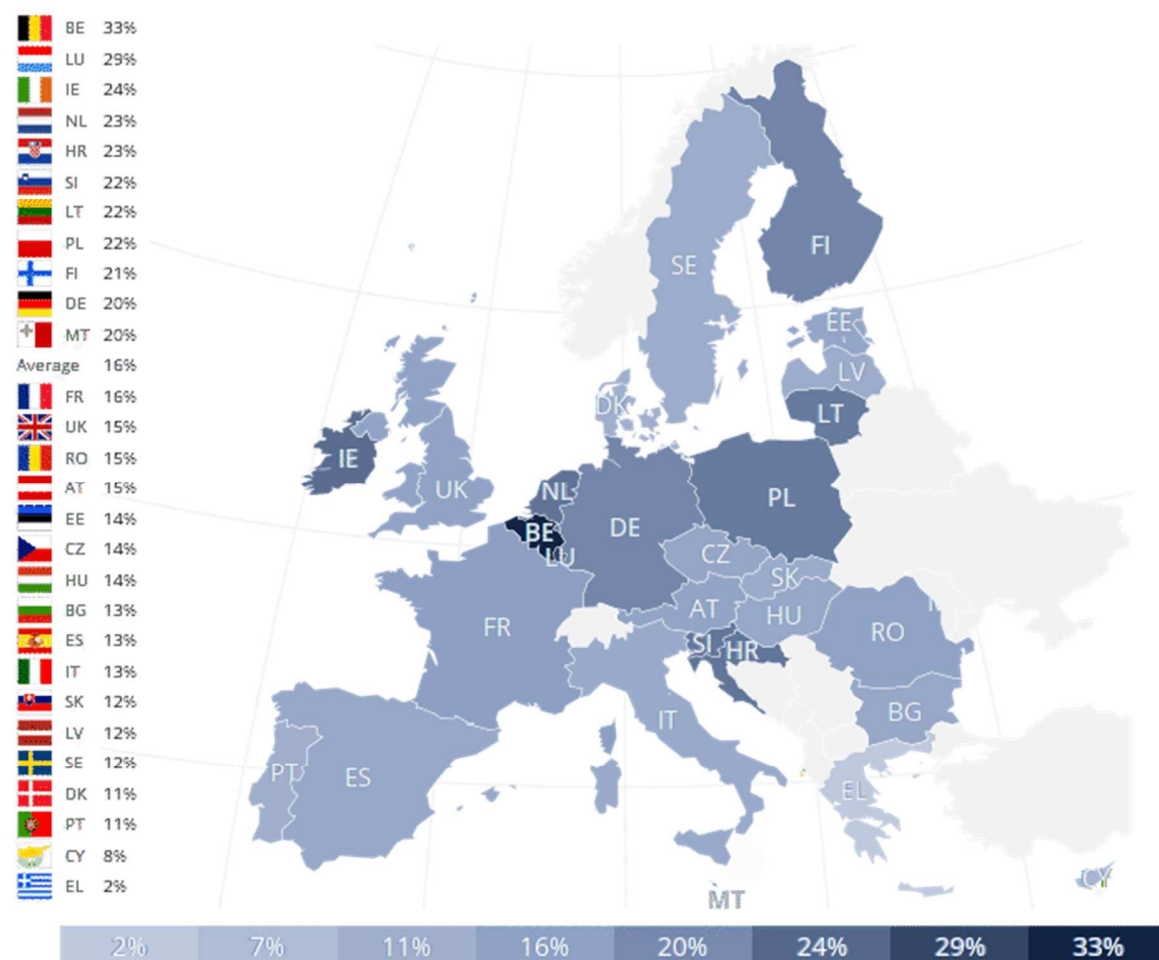 BE 33%
LU 29%
IE 24%
NL 23%
HR 23%
SI 22%
LT 22%
PL 22%
FI 21%
DE 20%
MT 20%
Average 16%
FR 16%
UK 15%
RO 15%
AT 15%
EE 14%
CZ 14%
HU 14%
BG 13%
ES 13%
IT 13%
SK 12%
LV 12%
SE 12%
DK 11%
PT 11%
CY 8%
EL 2%
FI
SE
EE
LV
DK
LT
IE
UK
NL
PL
DE
BE
LU
CZ
SK
AT
HU
FR
RO
SI
HR
BG
IT
PT
ES
EL
CY
MT
2% 7% 11% 16% 20% 24% 29% 33%